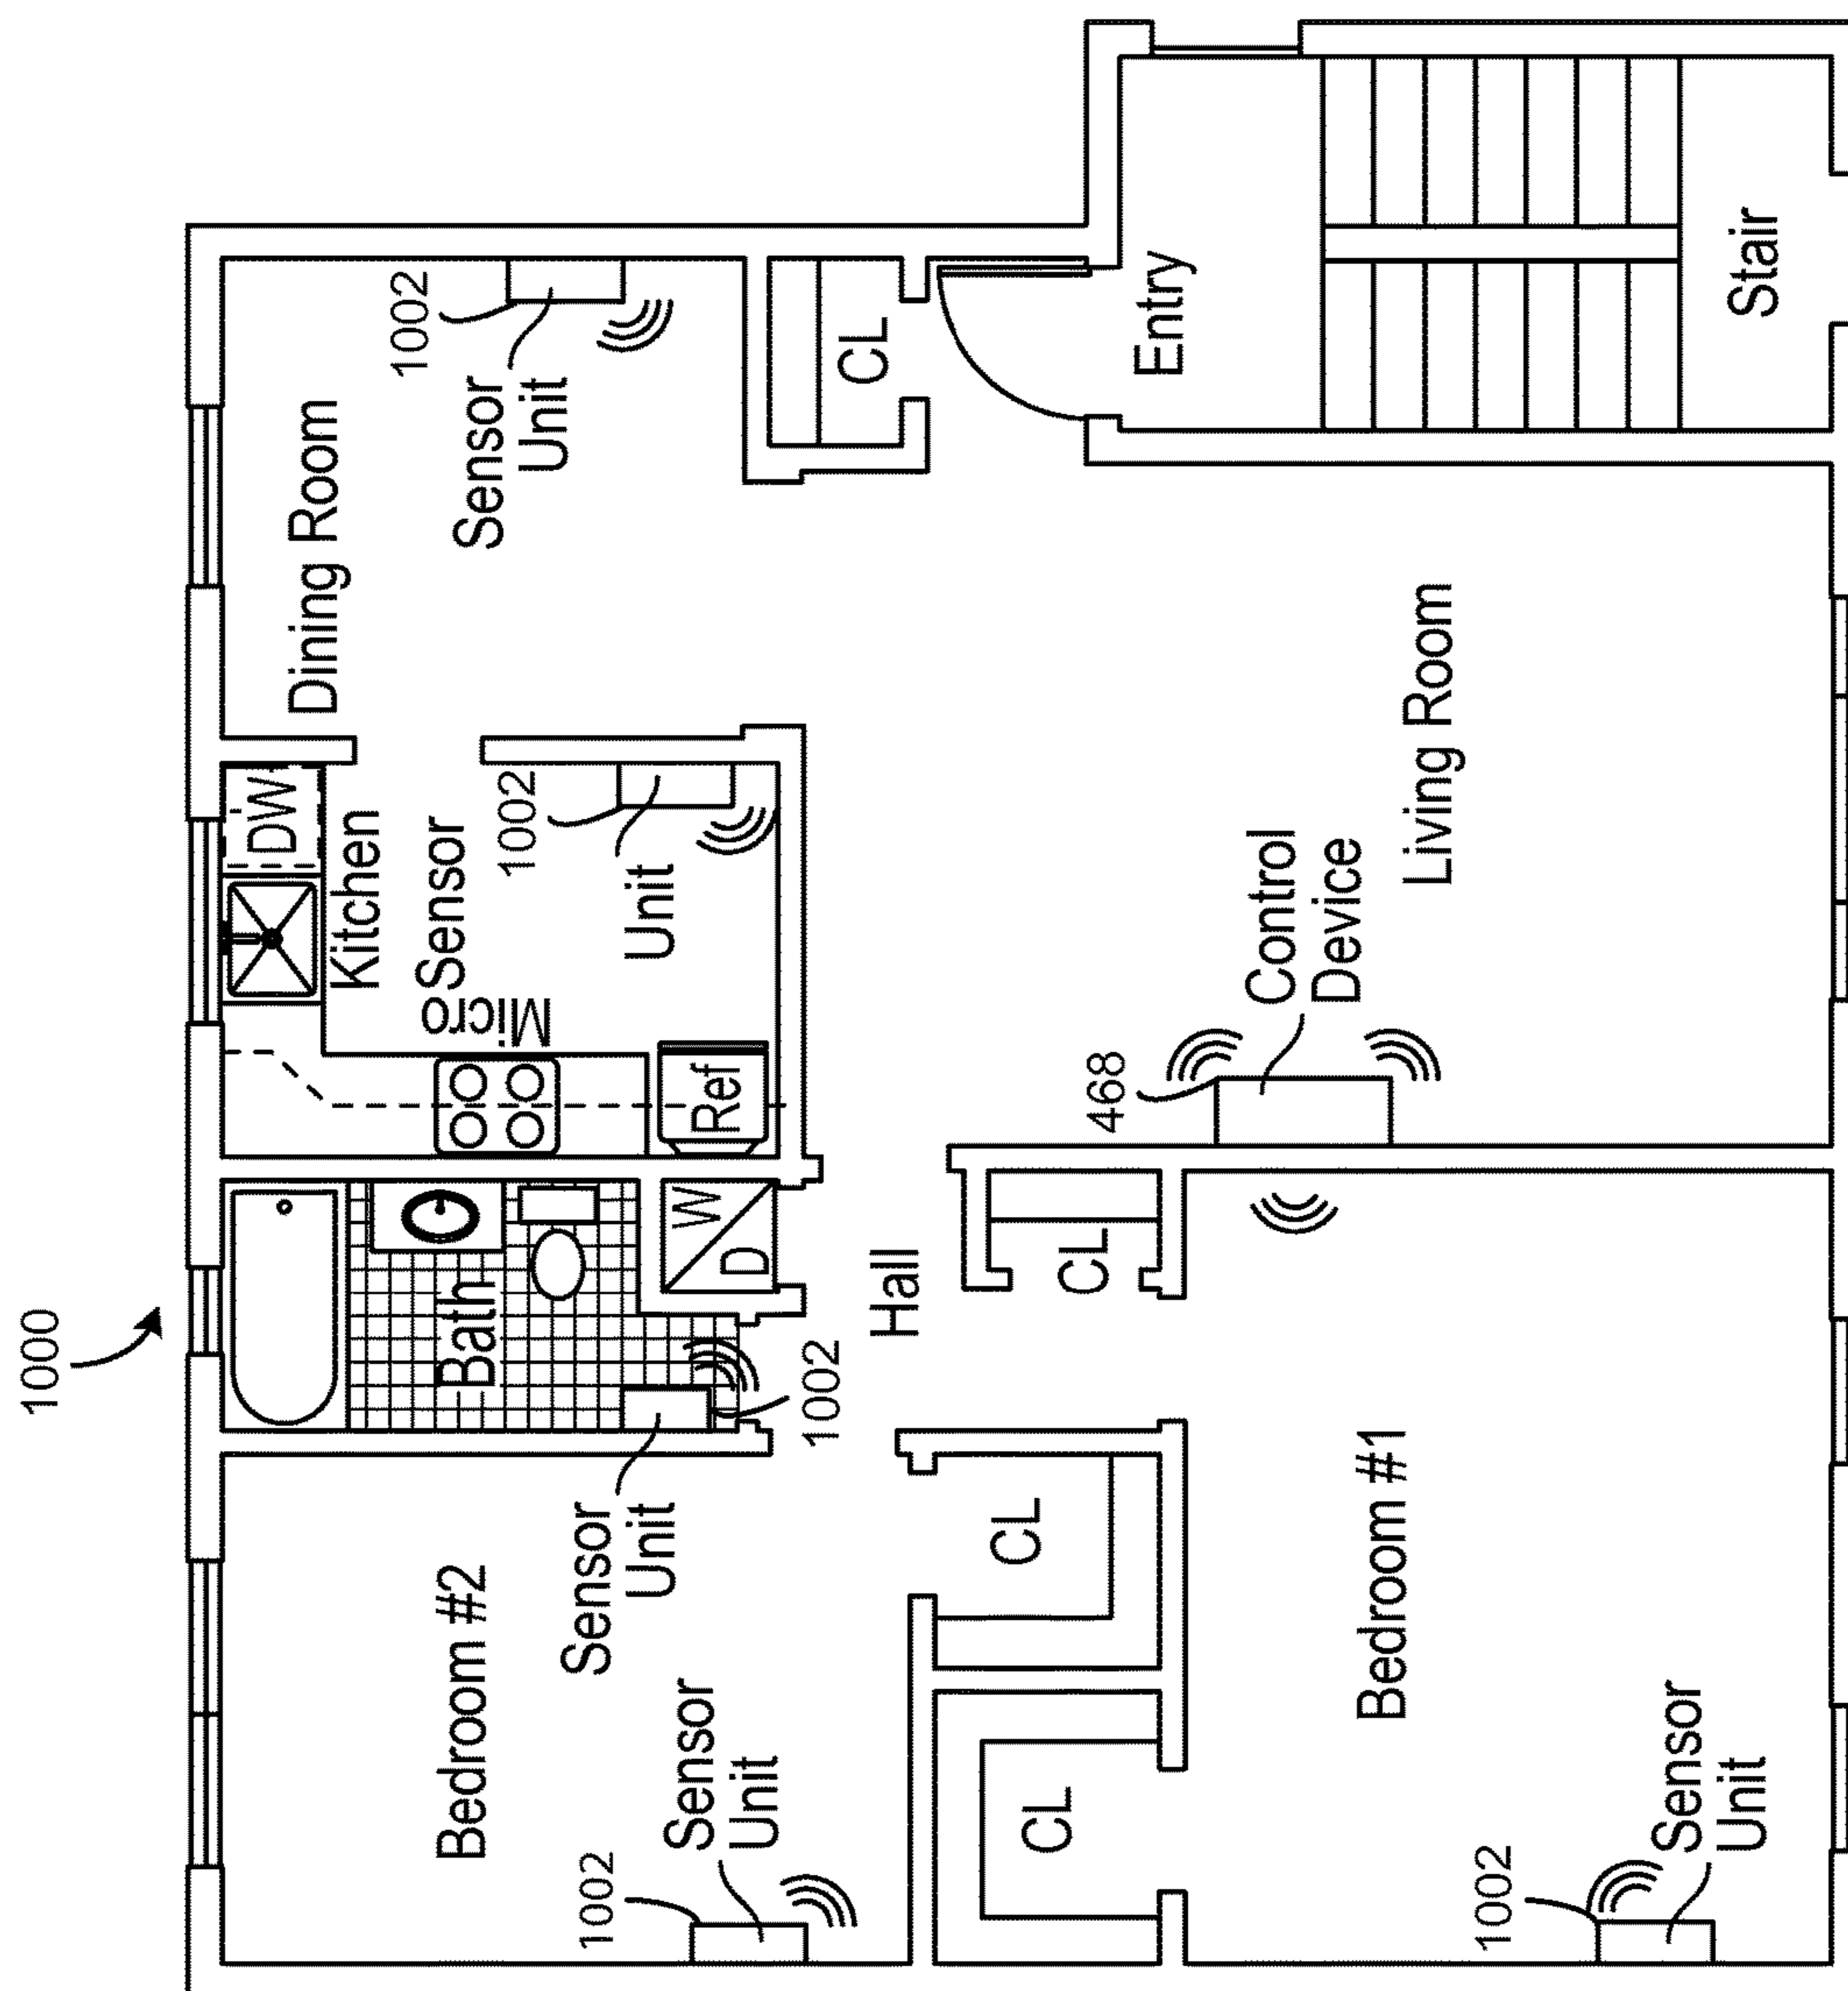 1000
DW
Dining Room
Kitchen
1002
Sensor
Unit
Sensor
1002
Unit
Micro
Ref
Bedroom #2
Bath
Sensor
Unit
1002
1002
Sensor
Unit
W
D
CL
Hall
CL
CL
CL
468
Control
Device
Entry
Living Room
Bedroom #1
1002
Sensor
Unit
Stair